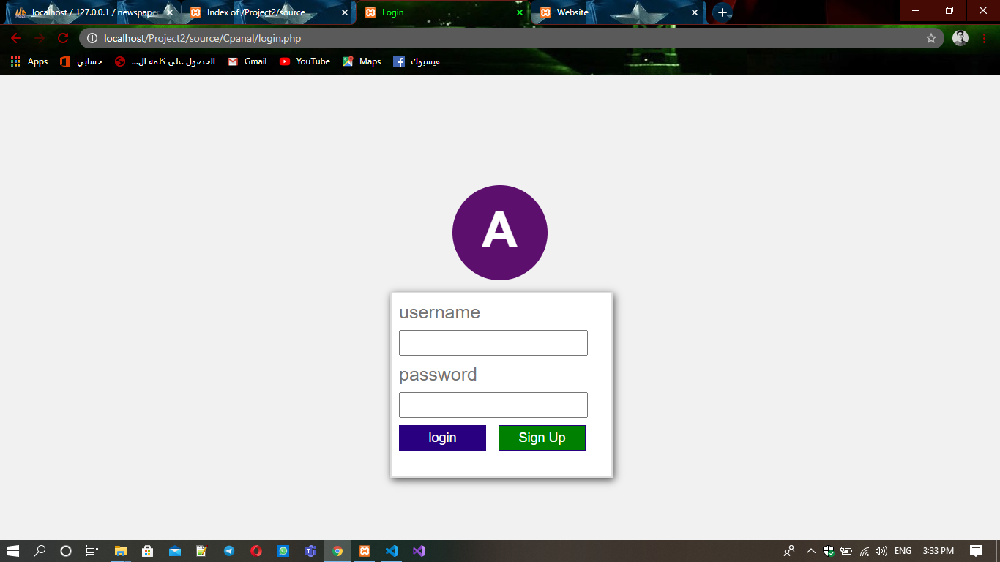 localhost / 127.0.0.1 / newspaper
Index of /Project2/source
Login
Website
localhost/Project2/source/Cpanal/login.php
Apps
حسابي
الحصول على كلمة ال...
Gmail
YouTube
Maps
فيسبوك
A
username
password
login
Sign Up
ENG
3:33 PM